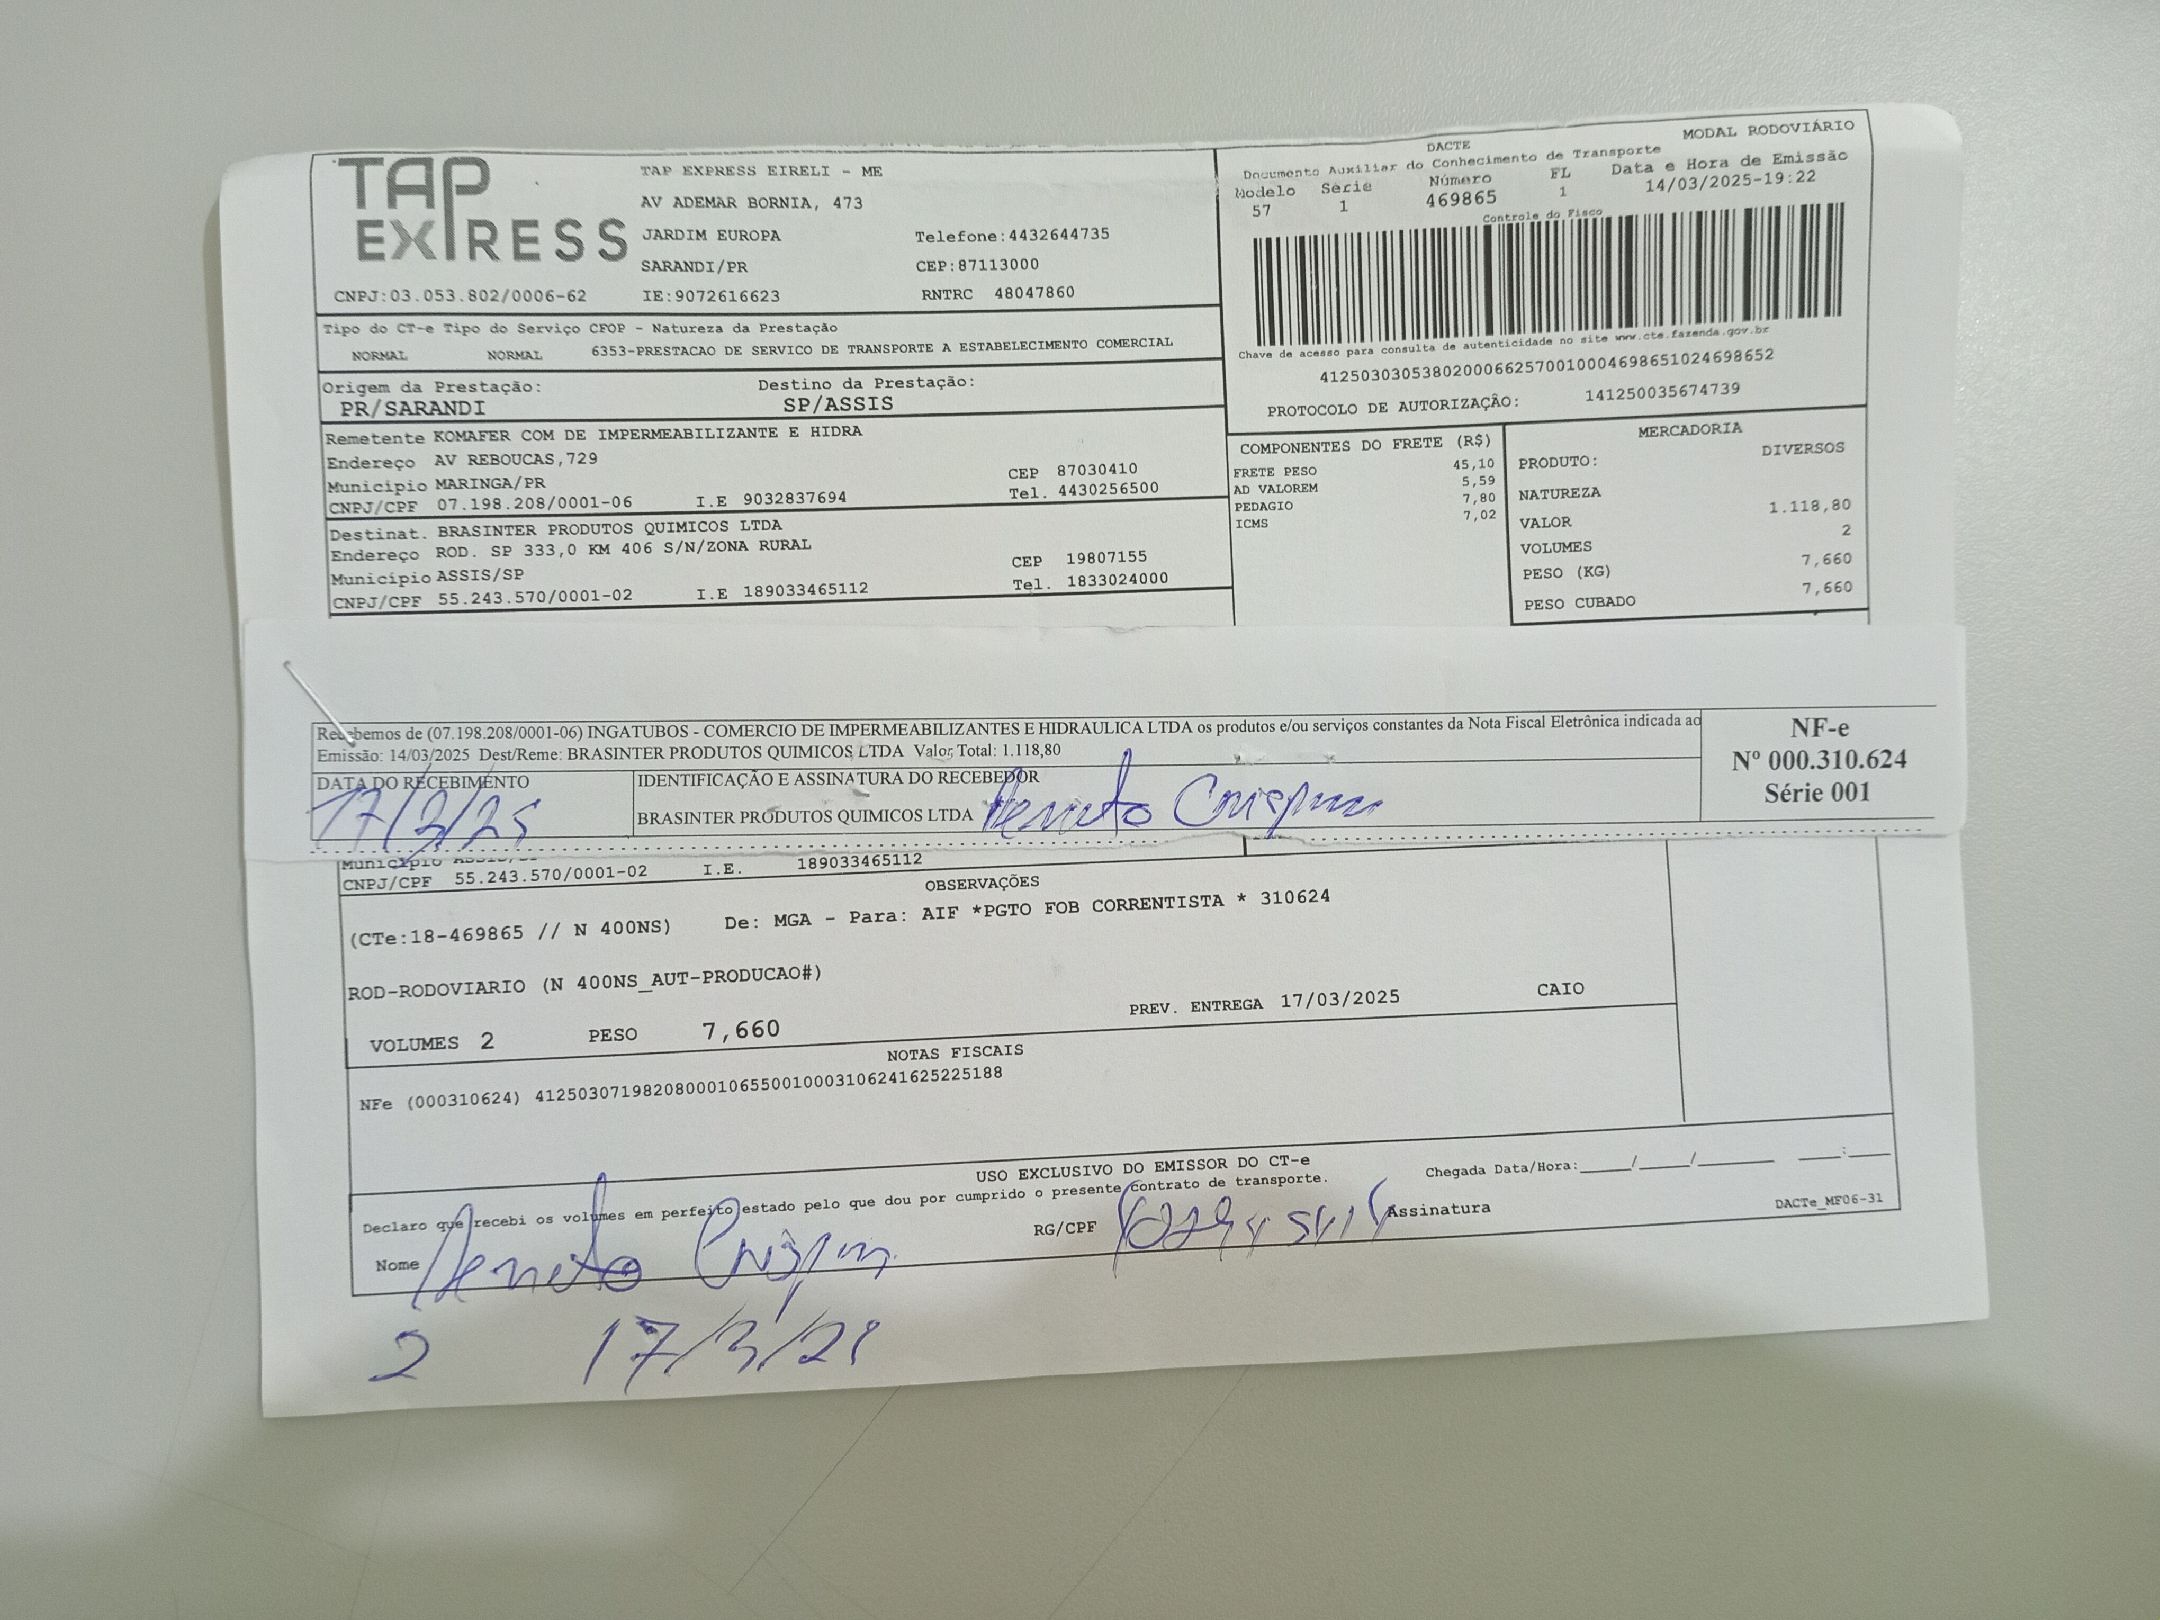 TAP
EXPRESS
TAP EXPRESS EIRELI - ME
AV ADEMAR BORNIA, 473
JARDIM EUROPA Telefone:4432644735
SARANDI/PR CEP:87113000
CNPJ:03.053.802/0006-62 IE:9072616623 RNTRC 48047860
DACTE MODAL RODOVIÁRIO
Documento Auxiliar do Conhecimento de Transporte
Modelo Serie Número FL Data e Hora de Emissão
57 1 469865 1 14/03/2025-19:22
Controle do Fisco
Chave de acesso para consulta de autenticidade no site www.cte.fazenda.gov.br
41250303053802000662570010004698651024698652
PROTOCOLO DE AUTORIZAÇÃO: 141250035674739
Tipo do CT-e Tipo do Serviço CFOP - Natureza da Prestação
NORMAL NORMAL 6353-PRESTACAO DE SERVICO DE TRANSPORTE A ESTABELECIMENTO COMERCIAL
Origem da Prestação: Destino da Prestação:
PR/SARANDI SP/ASSIS
Remetente KOMAFER COM DE IMPERMEABILIZANTE E HIDRA
Endereço AV REBOUCAS,729
Municipio MARINGA/PR CEP 87030410
CNPJ/CPF 07.198.208/0001-06 I.E 9032837694 Tel. 4430256500
Destinat. BRASINTER PRODUTOS QUIMICOS LTDA
Endereço ROD. SP 333,0 KM 406 S/N/ZONA RURAL
Municipio ASSIS/SP CEP 19807155
CNPJ/CPF 55.243.570/0001-02 I.E 189033465112 Tel. 1833024000
COMPONENTES DO FRETE (R$)
FRETE PESO 45,10
AD VALOREM 5,59
PEDAGIO 7,80
ICMS 7,02
MERCADORIA
PRODUTO: DIVERSOS
NATUREZA
VALOR 1.118,80
VOLUMES 2
PESO (KG) 7,660
PESO CUBADO 7,660
Recebemos de (07.198.208/0001-06) INGATUBOS - COMERCIO DE IMPERMEABILIZANTES E HIDRAULICA LTDA os produtos e/ou serviços constantes da Nota Fiscal Eletrônica indicada ao
Emissão: 14/03/2025 Dest/Reme: BRASINTER PRODUTOS QUIMICOS LTDA Valor Total: 1.118,80
DATA DO RECEBIMENTO IDENTIFICAÇÃO E ASSINATURA DO RECEBEDOR
17/3/25 BRASINTER PRODUTOS QUIMICOS LTDA
NF-e
Nº 000.310.624
Série 001
Municipio
CNPJ/CPF 55.243.570/0001-02 I.E. 189033465112
OBSERVAÇÕES
(CTe:18-469865 // N 400NS) De: MGA - Para: AIF *PGTO FOB CORRENTISTA * 310624
ROD-RODOVIARIO (N 400NS_AUT-PRODUCAO#)
VOLUMES 2 PESO 7,660 PREV. ENTREGA 17/03/2025 CAIO
NOTAS FISCAIS
NFe (000310624) 41250307198208000106550010003106241625225188
USO EXCLUSIVO DO EMISSOR DO CT-e
Declaro que recebi os volumes em perfeito estado pelo que dou por cumprido o presente contrato de transporte.
Chegada Data/Hora:____/____/______ ___:___
Nome RG/CPF Assinatura
DACTe_MF06-31
2 17/3/25